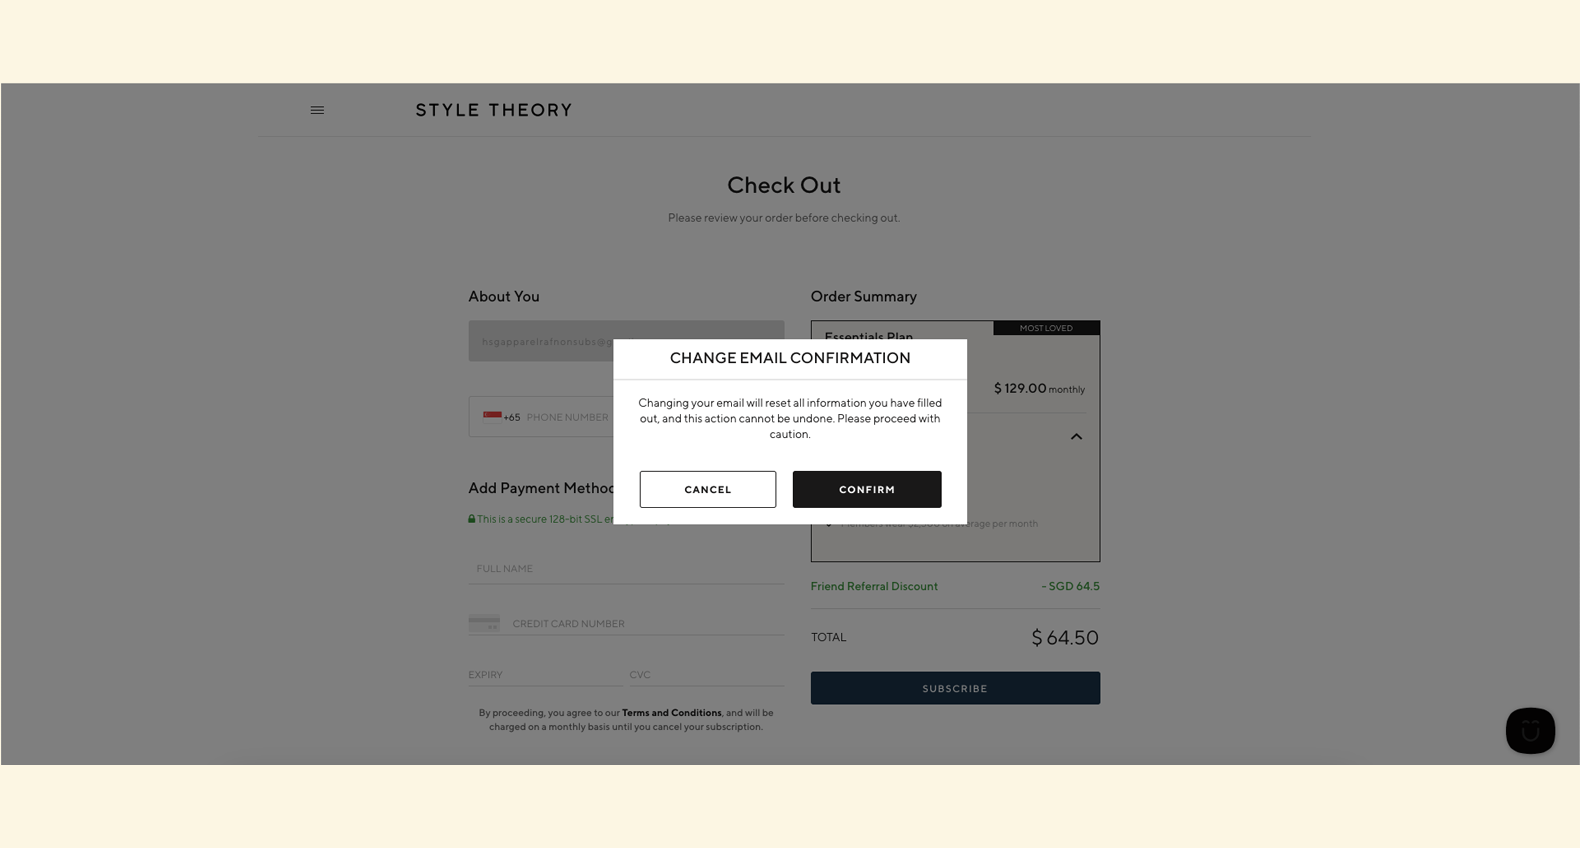 STYLE THEORY
Check Out
Please review your order before checking out.
About You
hsgapparelrafnonsubs@g
+65 PHONE NUMBER
Add Payment Method
This is a secure 128-bit SSL
FULL NAME
CREDIT CARD NUMBER
EXPIRY CVC
By proceeding, you agree to our Terms and Conditions, and will be
charged on a monthly basis until you cancel your subscription.
CHANGE EMAIL CONFIRMATION
Changing your email will reset all information you have filled
out, and this action cannot be undone. Please proceed with
caution.
CANCEL CONFIRM
Order Summary
MOST LOVED
Essentials Plan
$ 129.00 monthly
average per month
Friend Referral Discount - SGD 64.5
TOTAL $ 64.50
SUBSCRIBE